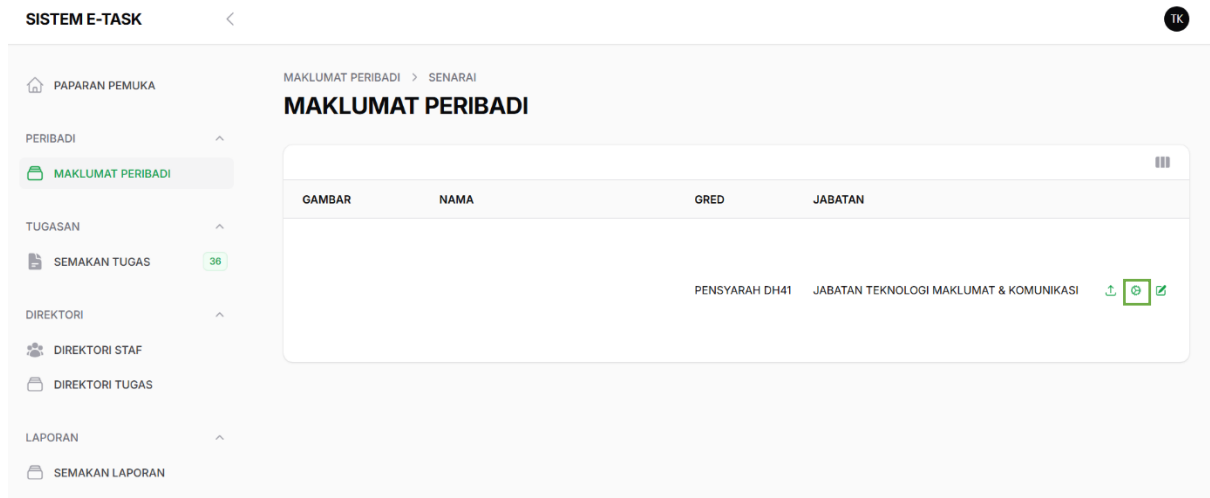 SISTEM E-TASK
TK
PAPARAN PEMUKA
PERIBADI
MAKLUMAT PERIBADI
TUGASAN
SEMAKAN TUGAS 36
DIREKTORI
DIREKTORI STAF
DIREKTORI TUGAS
LAPORAN
SEMAKAN LAPORAN
MAKLUMAT PERIBADI > SENARAI
MAKLUMAT PERIBADI
GAMBAR NAMA GRED JABATAN
PENSYARAH DH41 JABATAN TEKNOLOGI MAKLUMAT & KOMUNIKASI